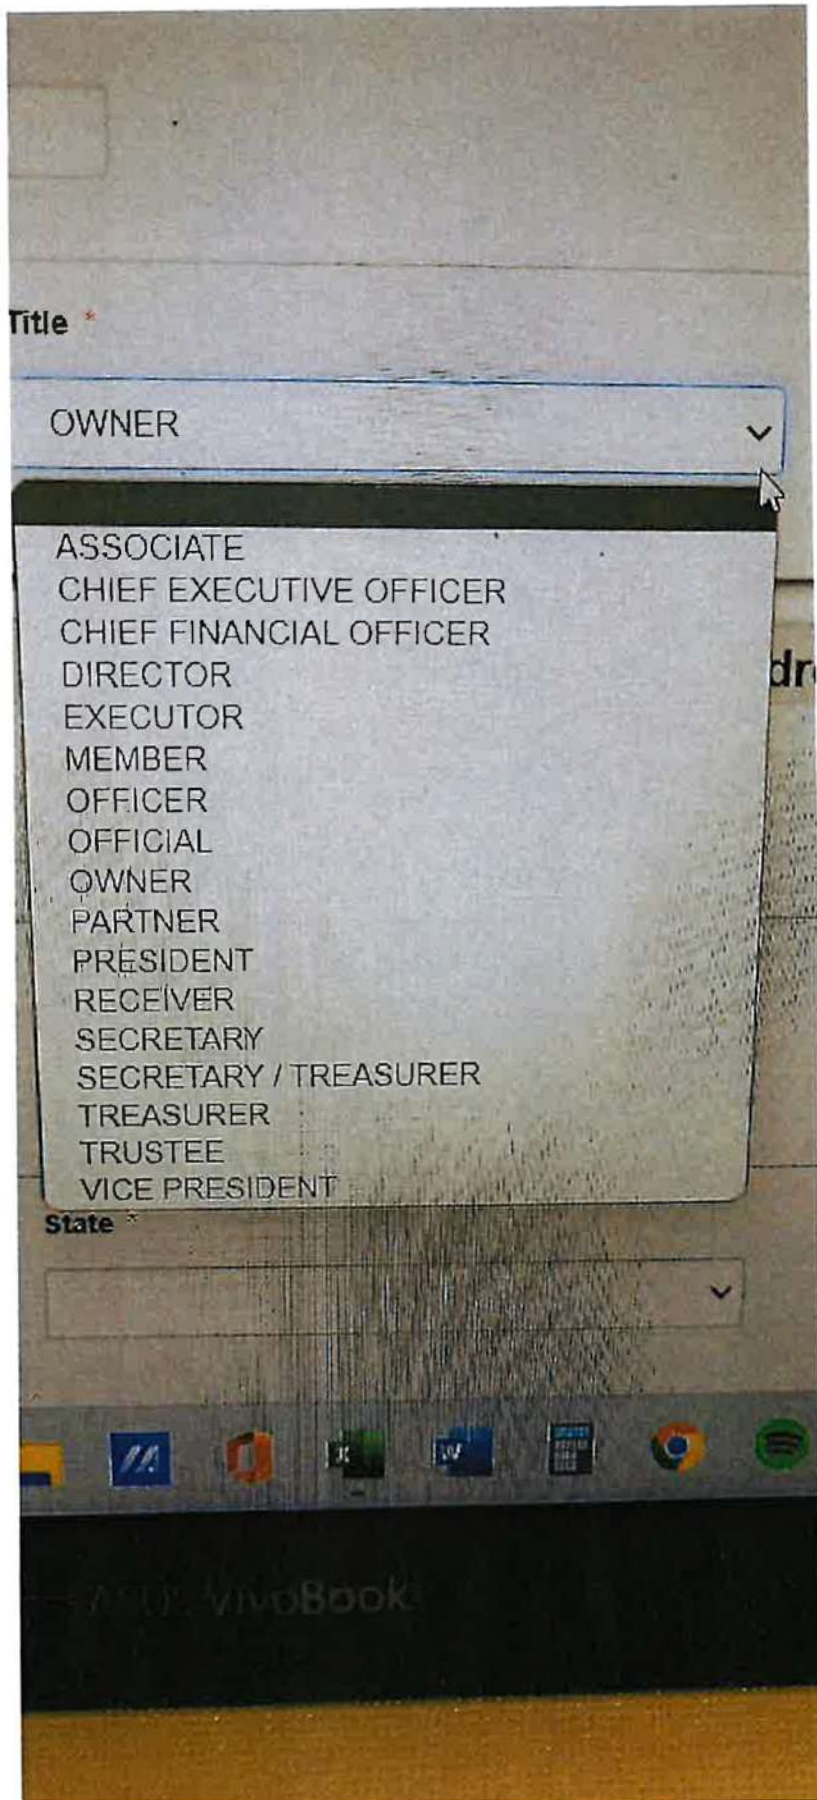 Title *
OWNER
ASSOCIATE
CHIEF EXECUTIVE OFFICER
CHIEF FINANCIAL OFFICER
DIRECTOR
EXECUTOR
MEMBER
OFFICER
OFFICIAL
OWNER
PARTNER
PRESIDENT
RECEIVER
SECRETARY
SECRETARY / TREASURER
TREASURER
TRUSTEE
VICE PRESIDENT
State *
VivoBook